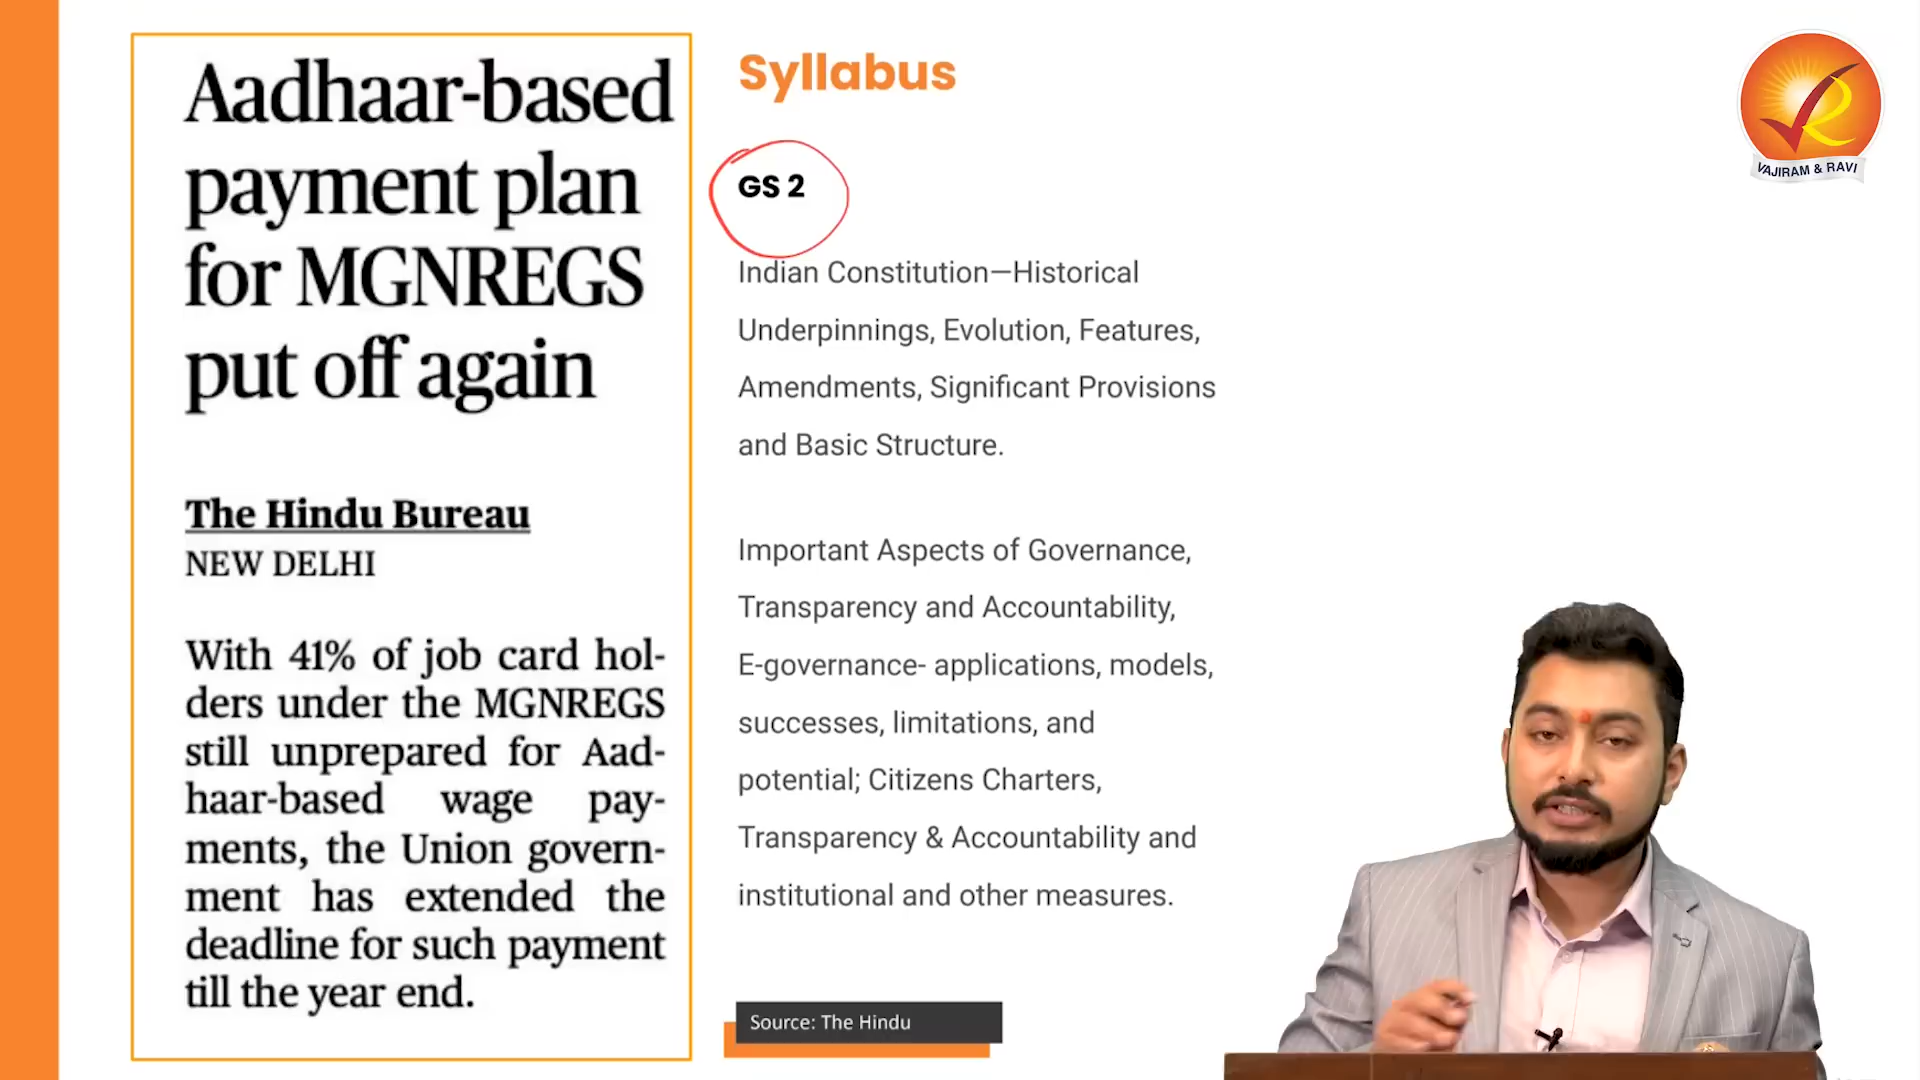 Aadhaar-based
payment plan
for MGNREGS
put off again
The Hindu Bureau
NEW DELHI
With 41% of job card hol-
ders under the MGNREGS
still unprepared for Aad-
haar-based wage pay-
ments, the Union govern-
ment has extended the
deadline for such payment
till the year end.
Syllabus
GS 2
Indian Constitution—Historical
Underpinnings, Evolution, Features,
Amendments, Significant Provisions
and Basic Structure.
Important Aspects of Governance,
Transparency and Accountability,
E-governance- applications, models,
successes, limitations, and
potential; Citizens Charters,
Transparency & Accountability and
institutional and other measures.
Source: The Hindu
VAJIRAM & RAVI